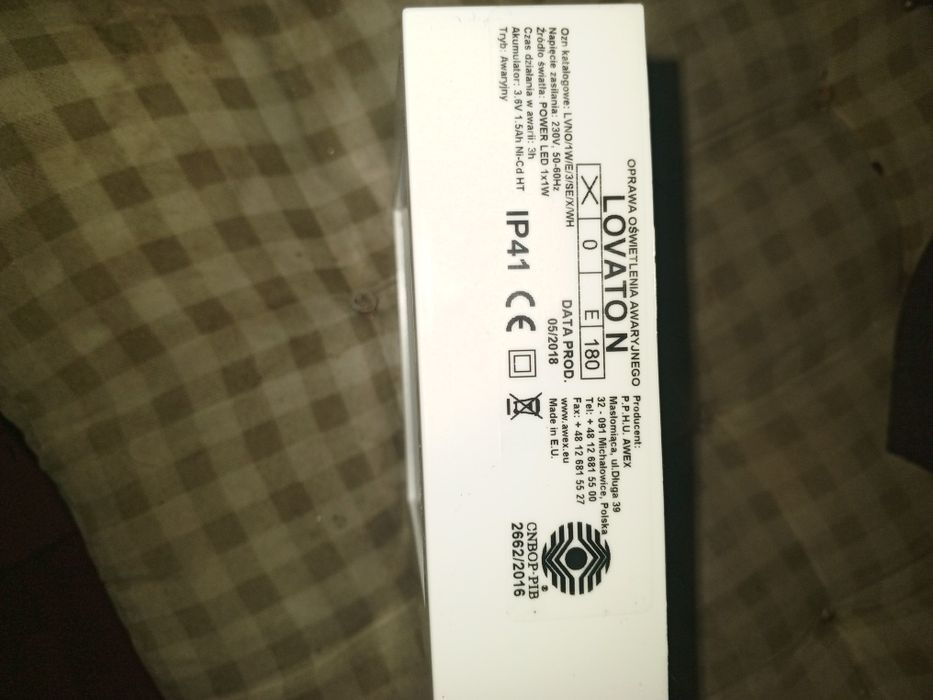 OPRAWA OŚWIETLENIA AWARYJNEGO
LOVATO N
X 0 E 180
Ozn katalogowe: LVNO/1W/E/3/SE/X/WH
Napięcie zasilania: 230V, 50-60Hz
Źródło światła: POWER LED 1x1W
Czas działania w awarii: 3h
Akumulator: 3,6V 1.5Ah Ni-Cd HT
Tryb: Awaryjny
IP41 CE
DATA PROD.
05/2018
Producent:
P.P.H.U. AWEX
Masłomiąca, ul.Długa 39
32 - 091 Michałowice, Polska
Tel: + 48 12 681 55 00
Fax: + 48 12 681 55 27
www.awex.eu
Made in E.U.
CNBOP-PIB®
2662/2016